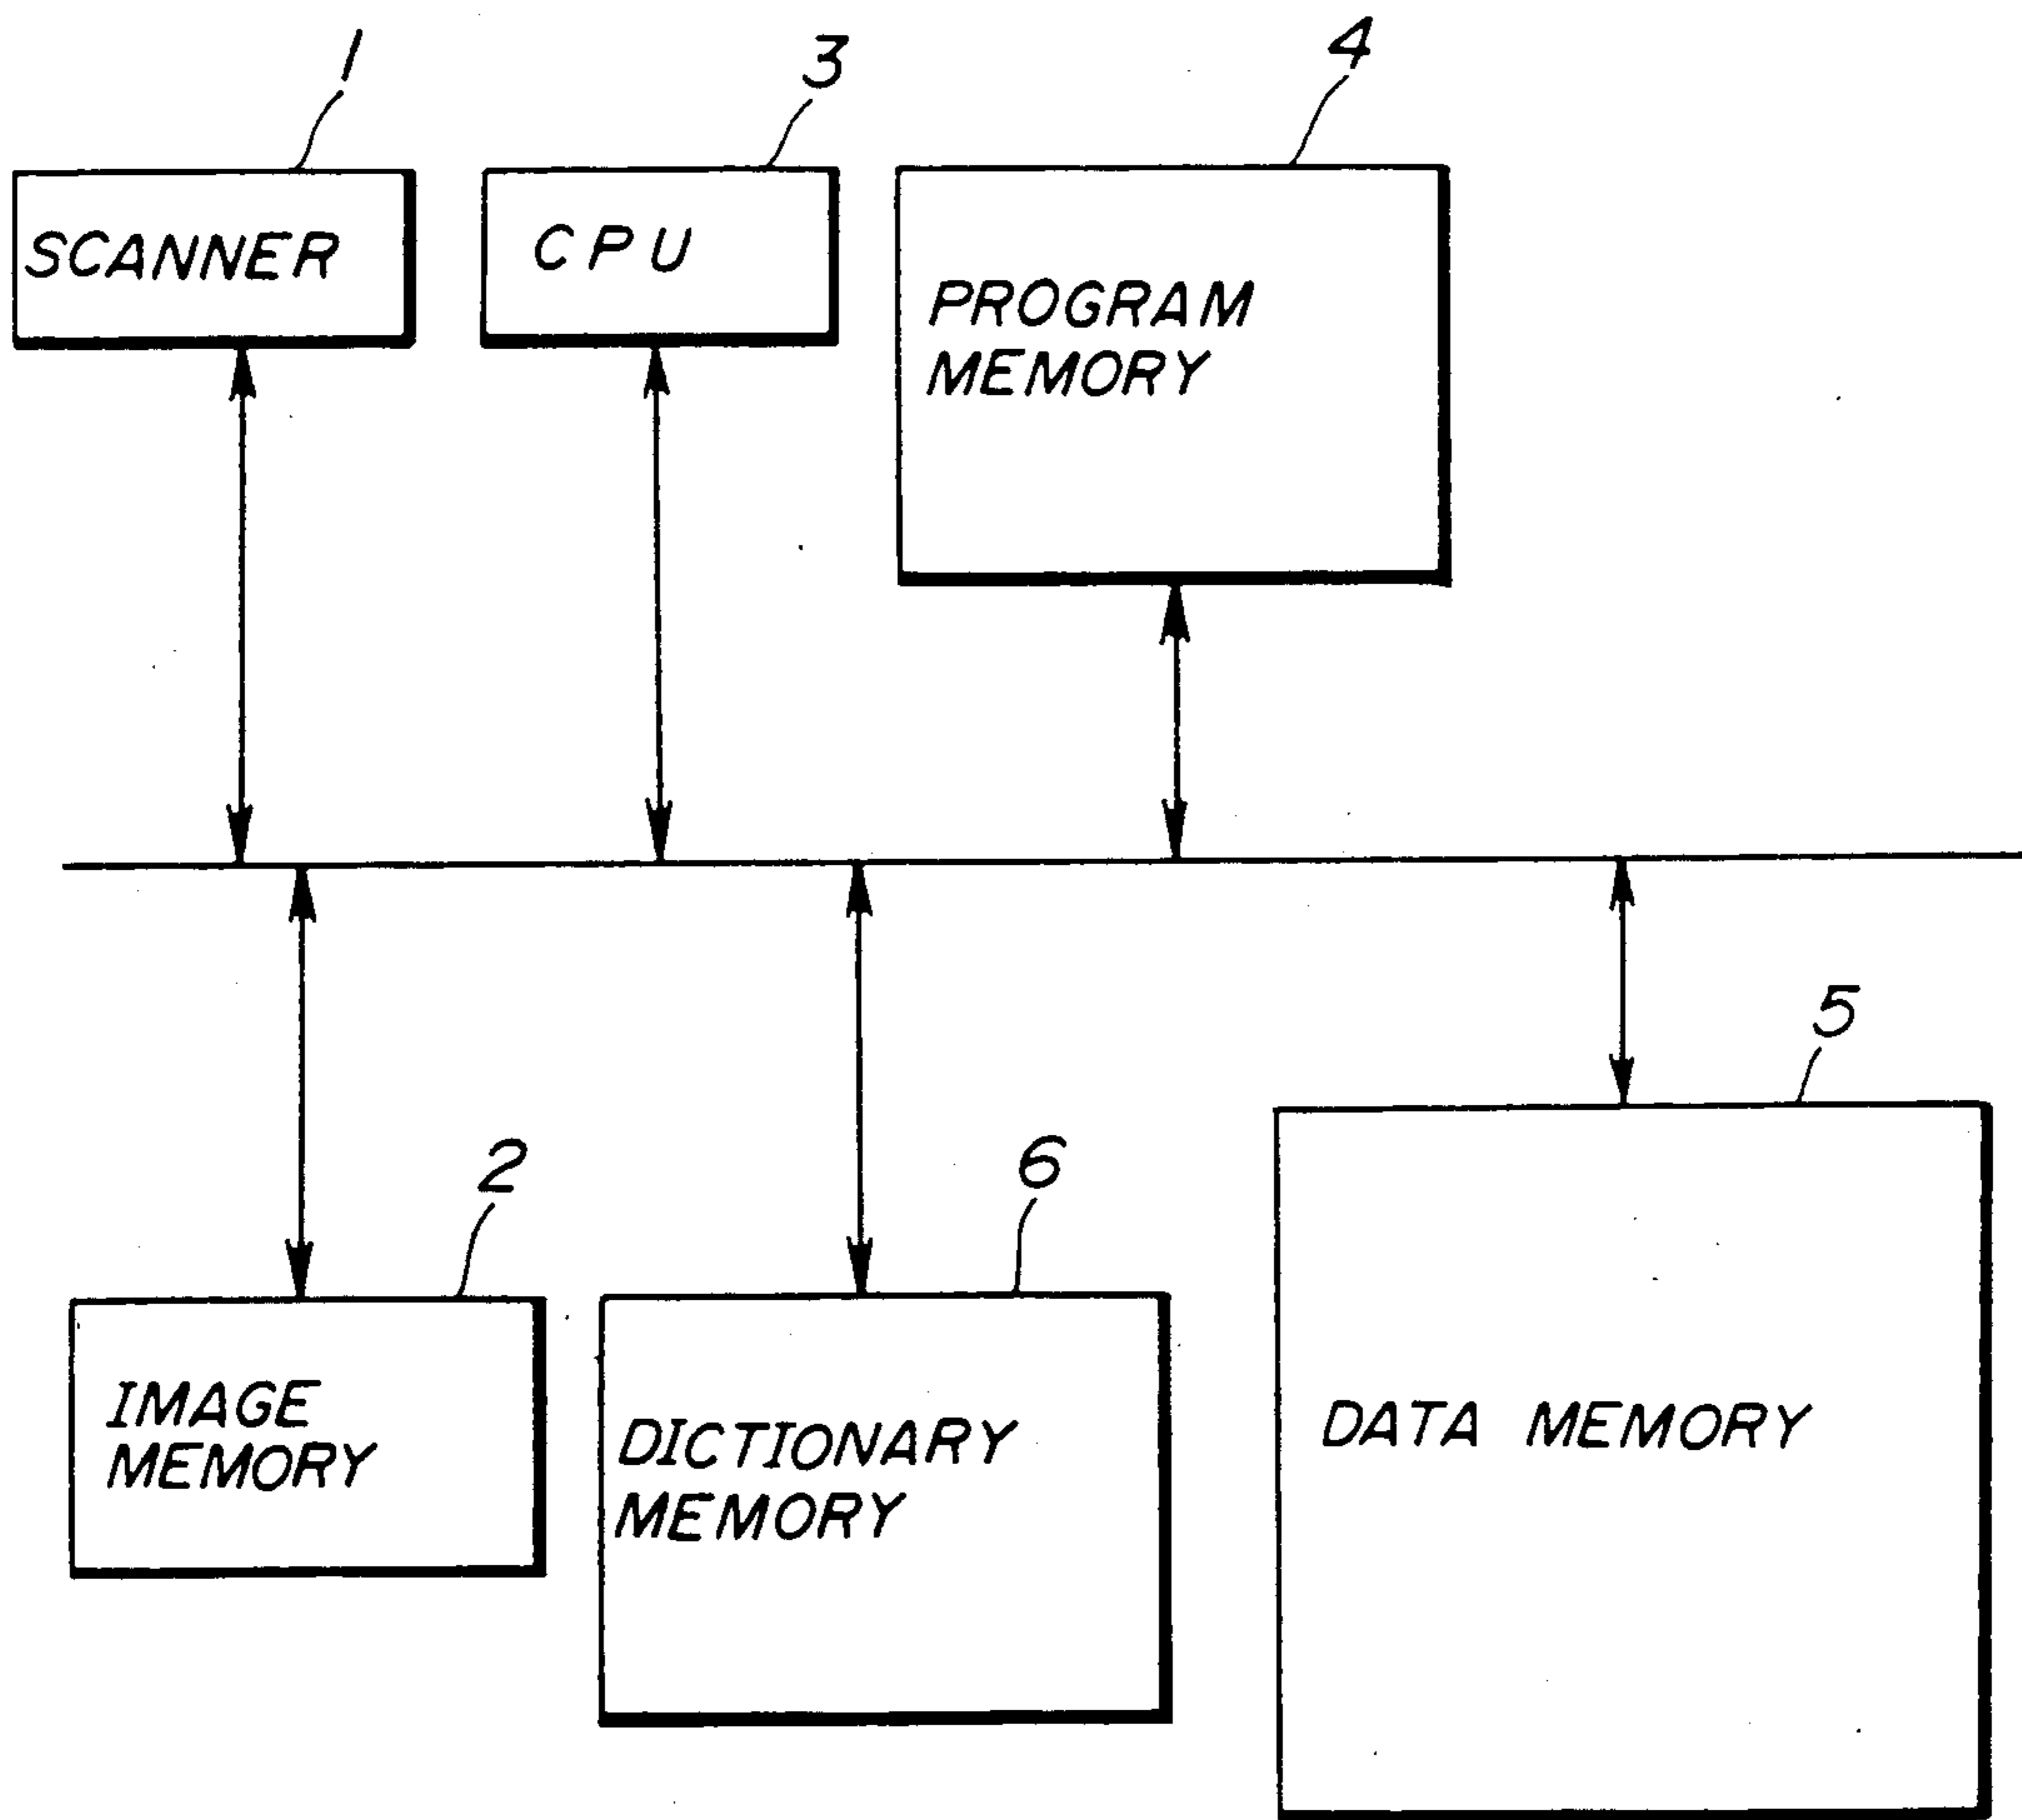 1
3
4
SCANNER
CPU
PROGRAM
MEMORY
5
2
6
IMAGE
MEMORY
DICTIONARY
MEMORY
DATA MEMORY